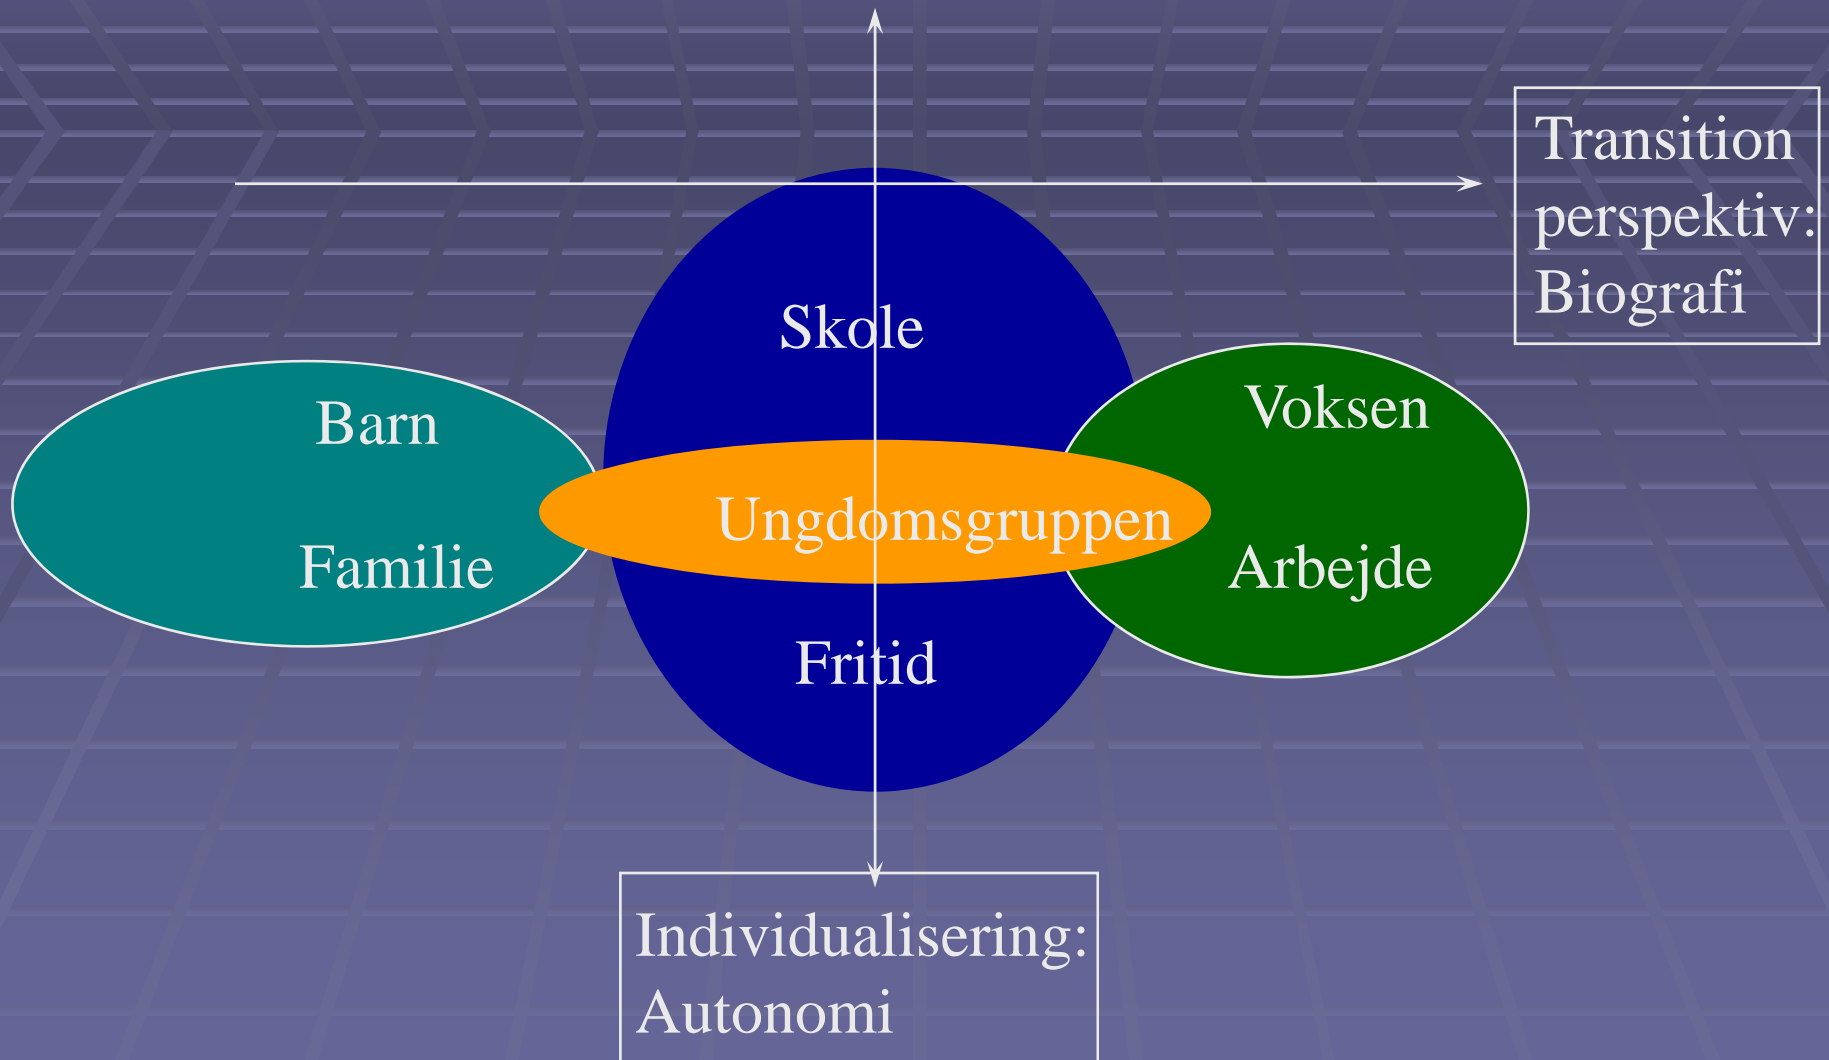 Transition
perspektiv:
Biografi
Skole
Barn
Voksen
Ungdomsgruppen
Familie
Arbejde
Fritid
Individualisering:
Autonomi